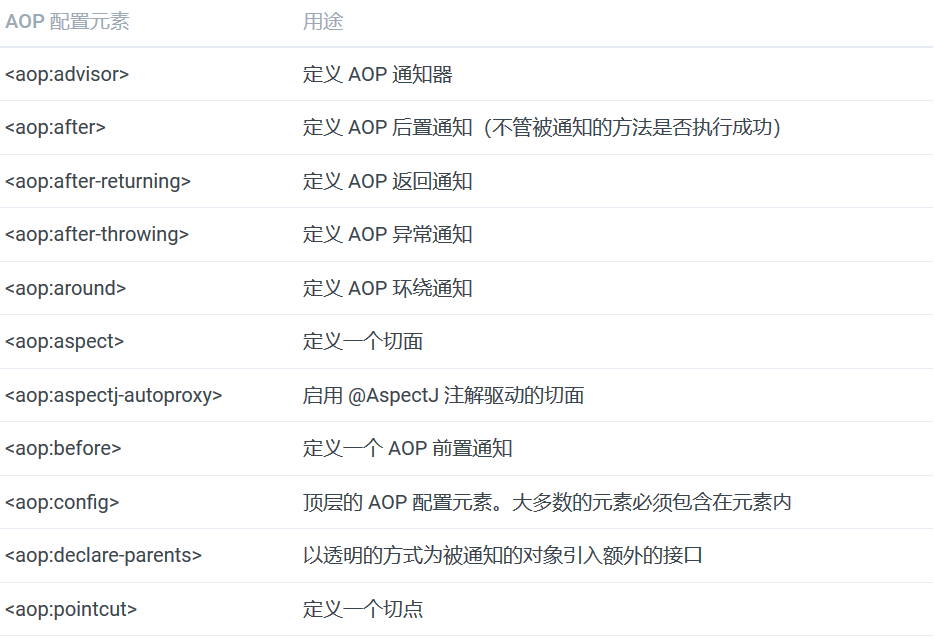 AOP 配置元素 用途
<aop:advisor> 定义 AOP 通知器
<aop:after> 定义 AOP 后置通知（不管被通知的方法是否执行成功）
<aop:after-returning> 定义 AOP 返回通知
<aop:after-throwing> 定义 AOP 异常通知
<aop:around> 定义 AOP 环绕通知
<aop:aspect> 定义一个切面
<aop:aspectj-autoproxy> 启用 @AspectJ 注解驱动的切面
<aop:before> 定义一个 AOP 前置通知
<aop:config> 顶层的 AOP 配置元素。大多数的元素必须包含在元素内
<aop:declare-parents> 以透明的方式为被通知的对象引入额外的接口
<aop:pointcut> 定义一个切点